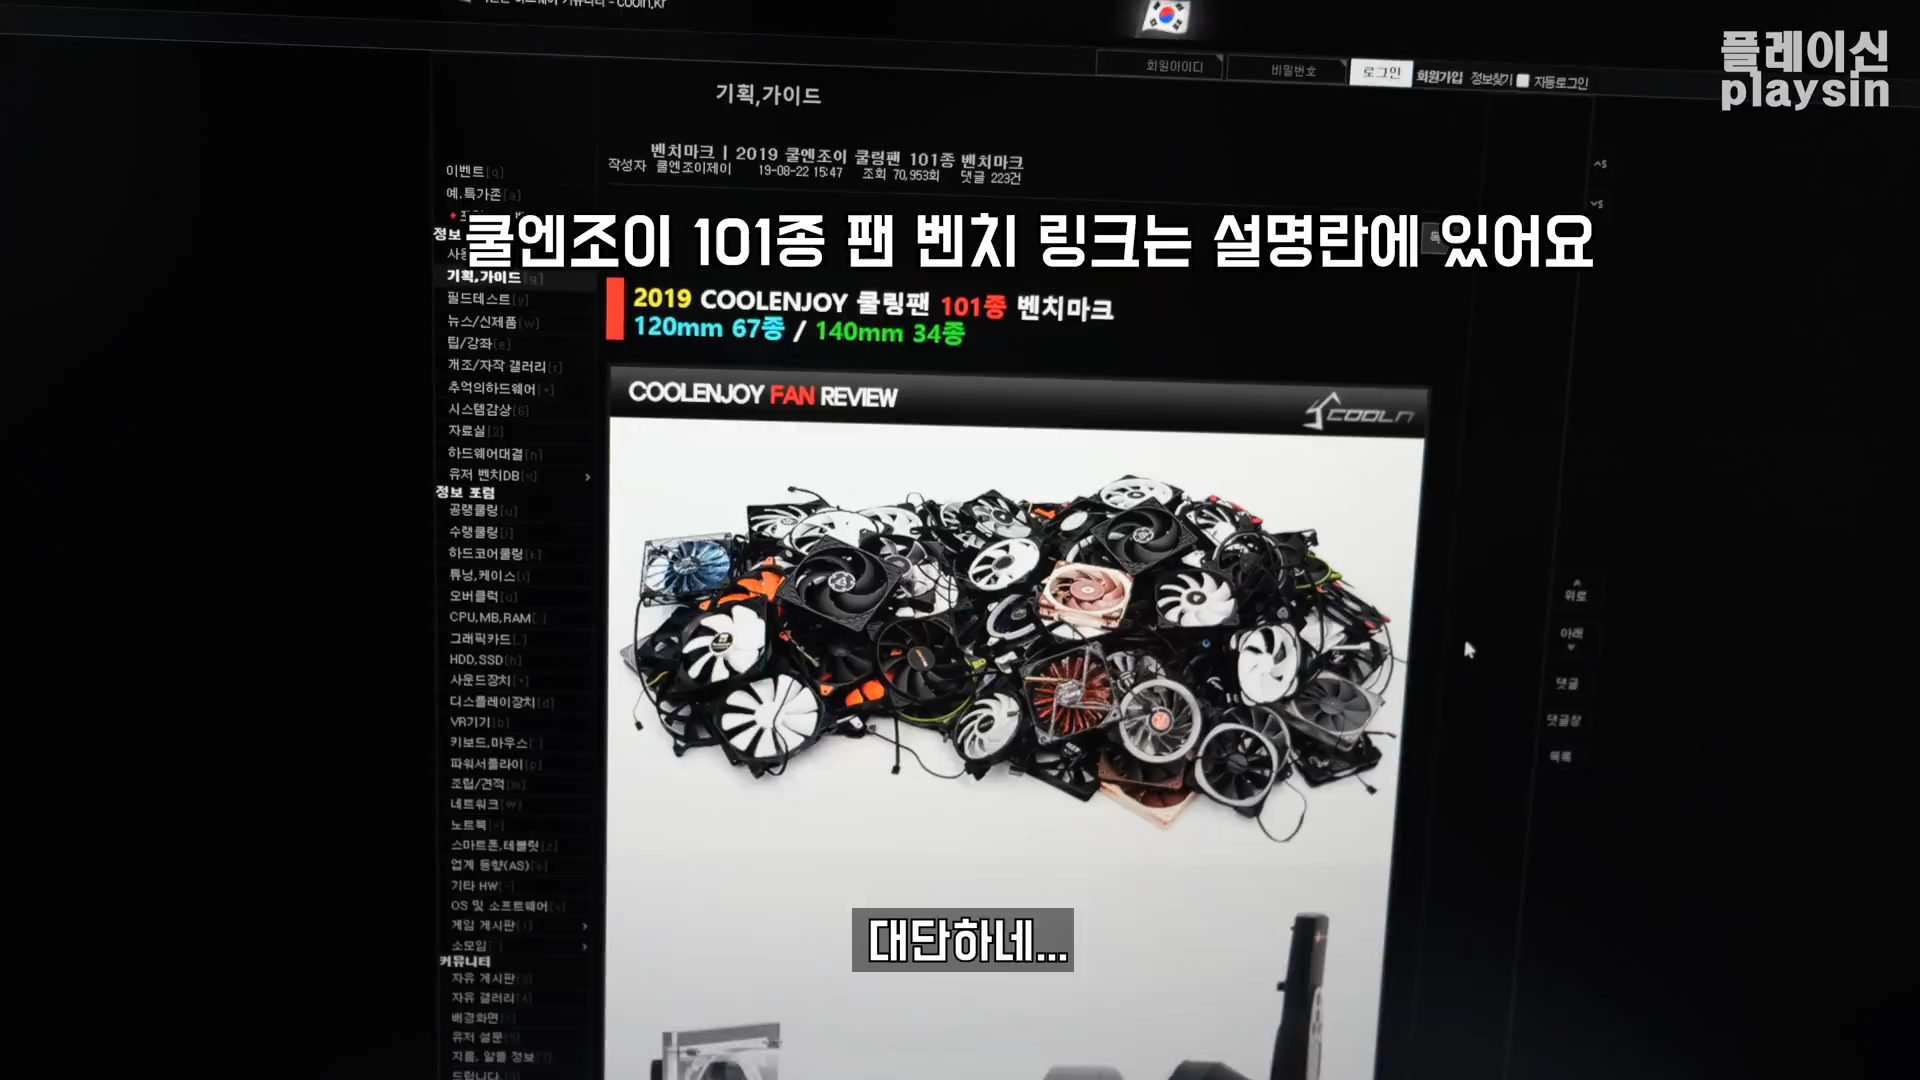 플레이신
playsin
회원아이디
비밀번호
로그인
회원가입
정보찾기
자동로그인
기획,가이드
벤치마크 | 2019 쿨엔조이 쿨링팬 101종 벤치마크
작성자 쿨엔조이제이 19-08-22 15:47 조회 70,953회 댓글 223건
이벤트[q]
예.특가존[a]
쿨엔조이 101종 팬 벤치 링크는 설명란에 있어요
정보
기획,가이드[q]
필드테스트[y]
뉴스/신제품[w]
팁/강좌[e]
개조/자작 갤러리[r]
추억의하드웨어
시스템감상[6]
자료실[2]
하드웨어대결[n]
유저 벤치DB
정보 포럼
공랭쿨링[u]
수랭쿨링[i]
하드코어쿨링[k]
튜닝,케이스[l]
오버클럭[o]
CPU,MB,RAM
그래픽카드
HDD,SSD[h]
사운드장치
디스플레이장치[d]
VR기기[b]
키보드,마우스
파워서플라이[p]
조립/견적[m]
네트워크[W]
노트북
스마트폰,테블릿[z]
업계 동향(AS)
기타 HW
OS 및 소프트웨어
게임 게시판
소모임
커뮤니티
자유 게시판
자유 갤러리
배경화면
유저 설문
지름, 알뜰 정보
드립니다.
2019 COOLENJOY 쿨링팬 101종 벤치마크
120mm 67종 / 140mm 34종
COOLENJOY FAN REVIEW
COOLN
위로
아래
댓글
댓글창
목록
대단하네...